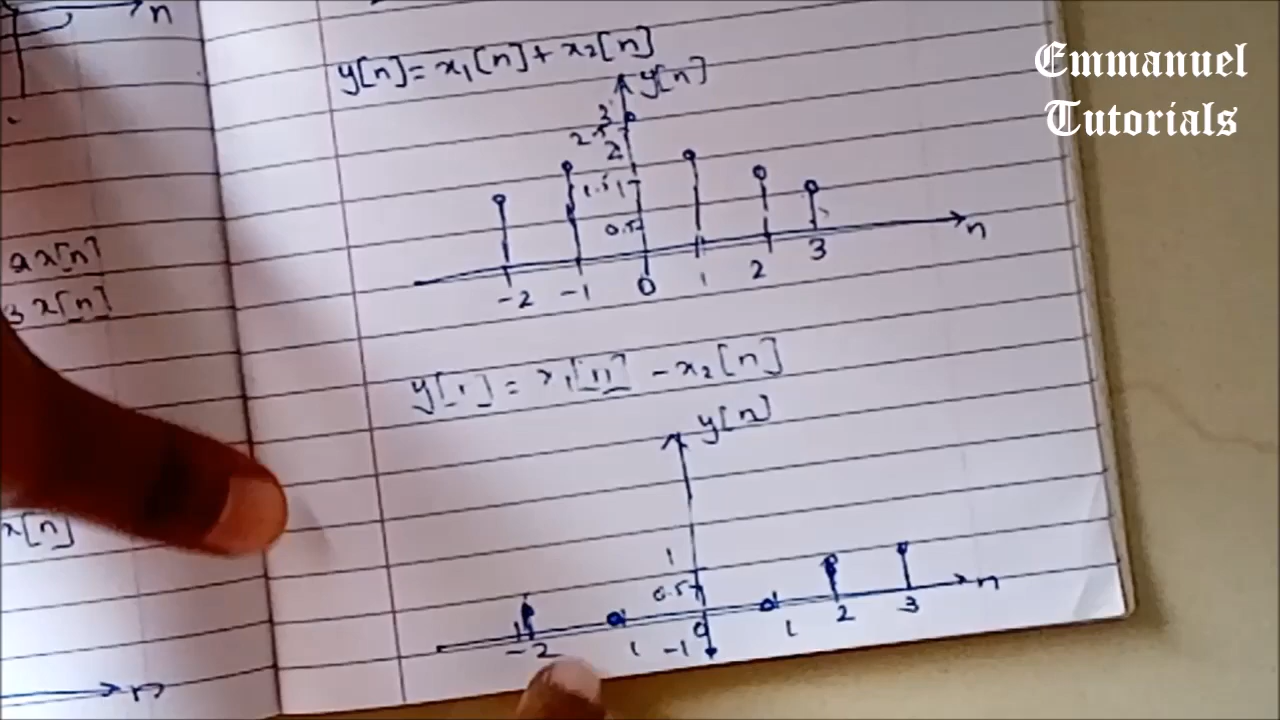 Emmanuel
Tutorials
n
y[n] = x₁[n] + x₂[n]
y[n]
3
2.5
2
1.5
1
0.5
n
-2 -1 0 1 2 3
2x[n]
3x[n]
y[n] = x₁[n] - x₂[n]
y[n]
x[n]
1
0.5
n
-2 1 -1 0 1 2 3
n